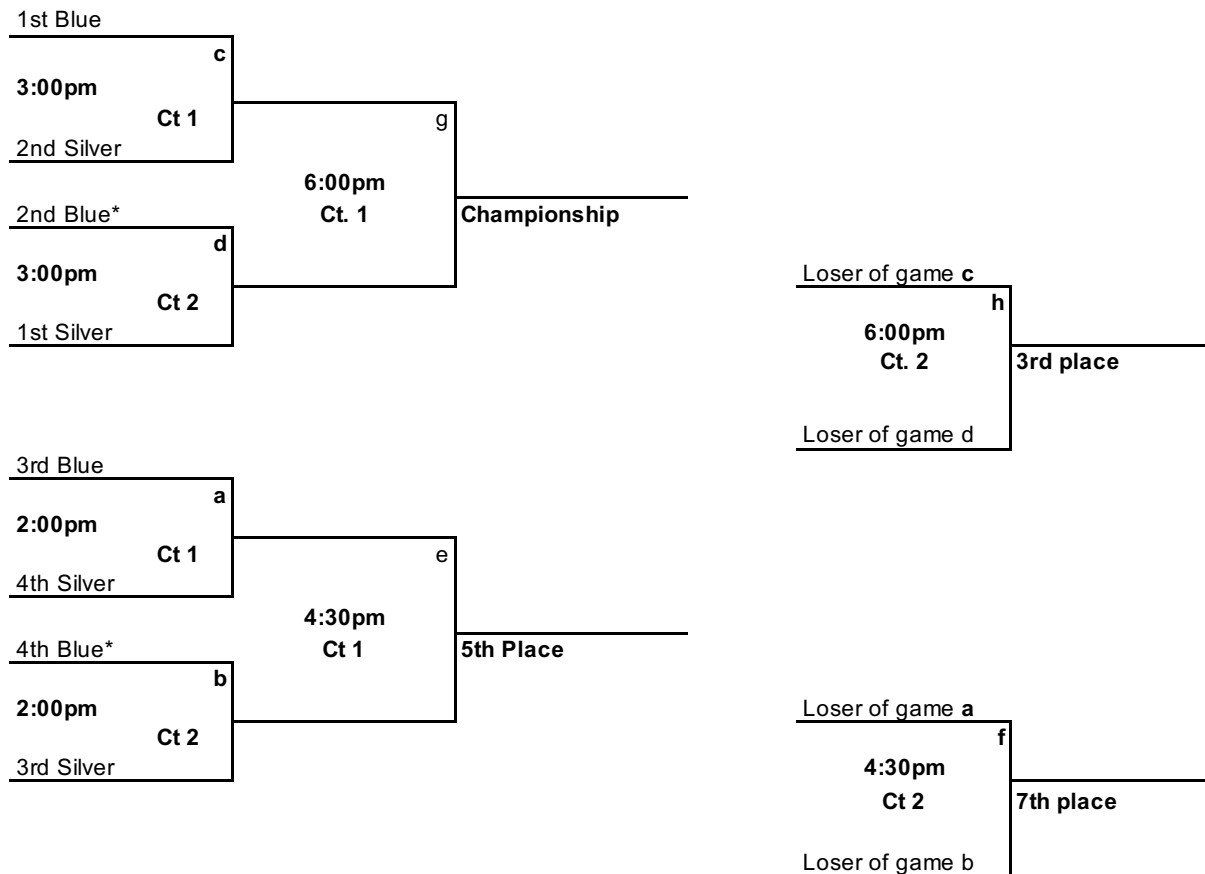 1st Blue
c
3:00pm
Ct 1
g
2nd Silver
6:00pm
2nd Blue*
Ct. 1
Championship
d
3:00pm
Ct 2
1st Silver
Loser of game c
h
6:00pm
Ct. 2
3rd place
Loser of game d
3rd Blue
a
2:00pm
Ct 1
e
4th Silver
4:30pm
4th Blue*
Ct 1
5th Place
b
2:00pm
Ct 2
3rd Silver
Loser of game a
f
4:30pm
Ct 2
7th place
Loser of game b